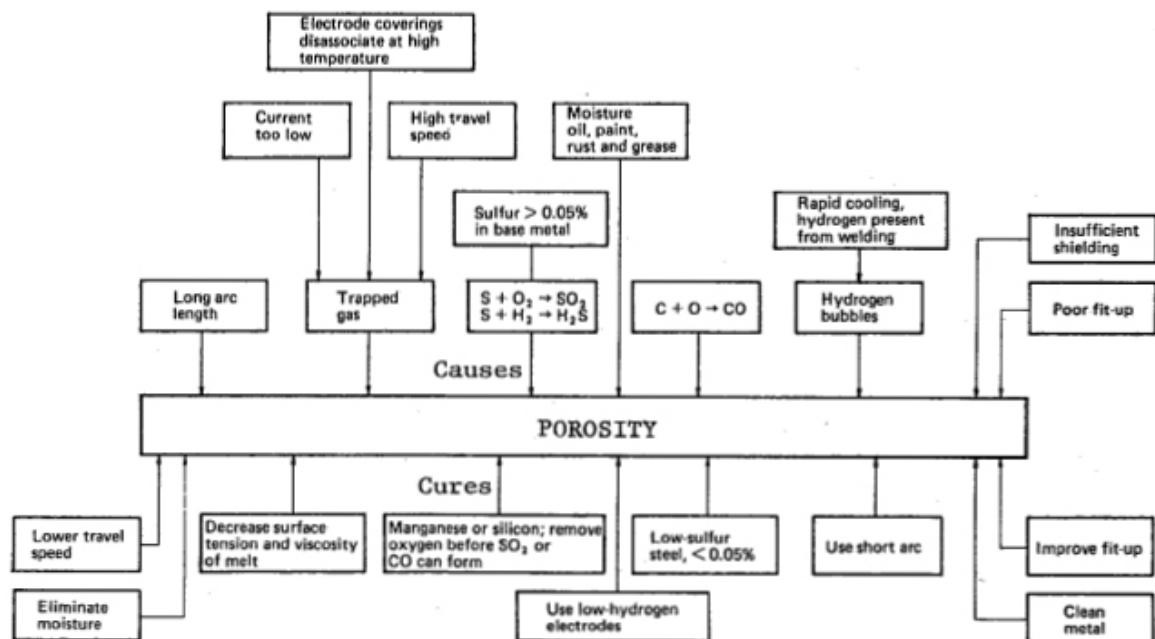 Electrode coverings
disassociate at high
temperature
Current
too low
High travel
speed
Moisture
oil, paint,
rust and grease
Sulfur > 0.05%
in base metal
Rapid cooling,
hydrogen present
from welding
Insufficient
shielding
Long arc
length
Trapped
gas
S + O₂ → SO₂
S + H₂ → H₂S
C + O → CO
Hydrogen
bubbles
Poor fit-up
Causes
POROSITY
Cures
Lower travel
speed
Decrease surface
tension and viscosity
of melt
Manganese or silicon; remove
oxygen before SO₂ or
CO can form
Low-sulfur
steel, < 0.05%
Use short arc
Improve fit-up
Eliminate
moisture
Use low-hydrogen
electrodes
Clean
metal